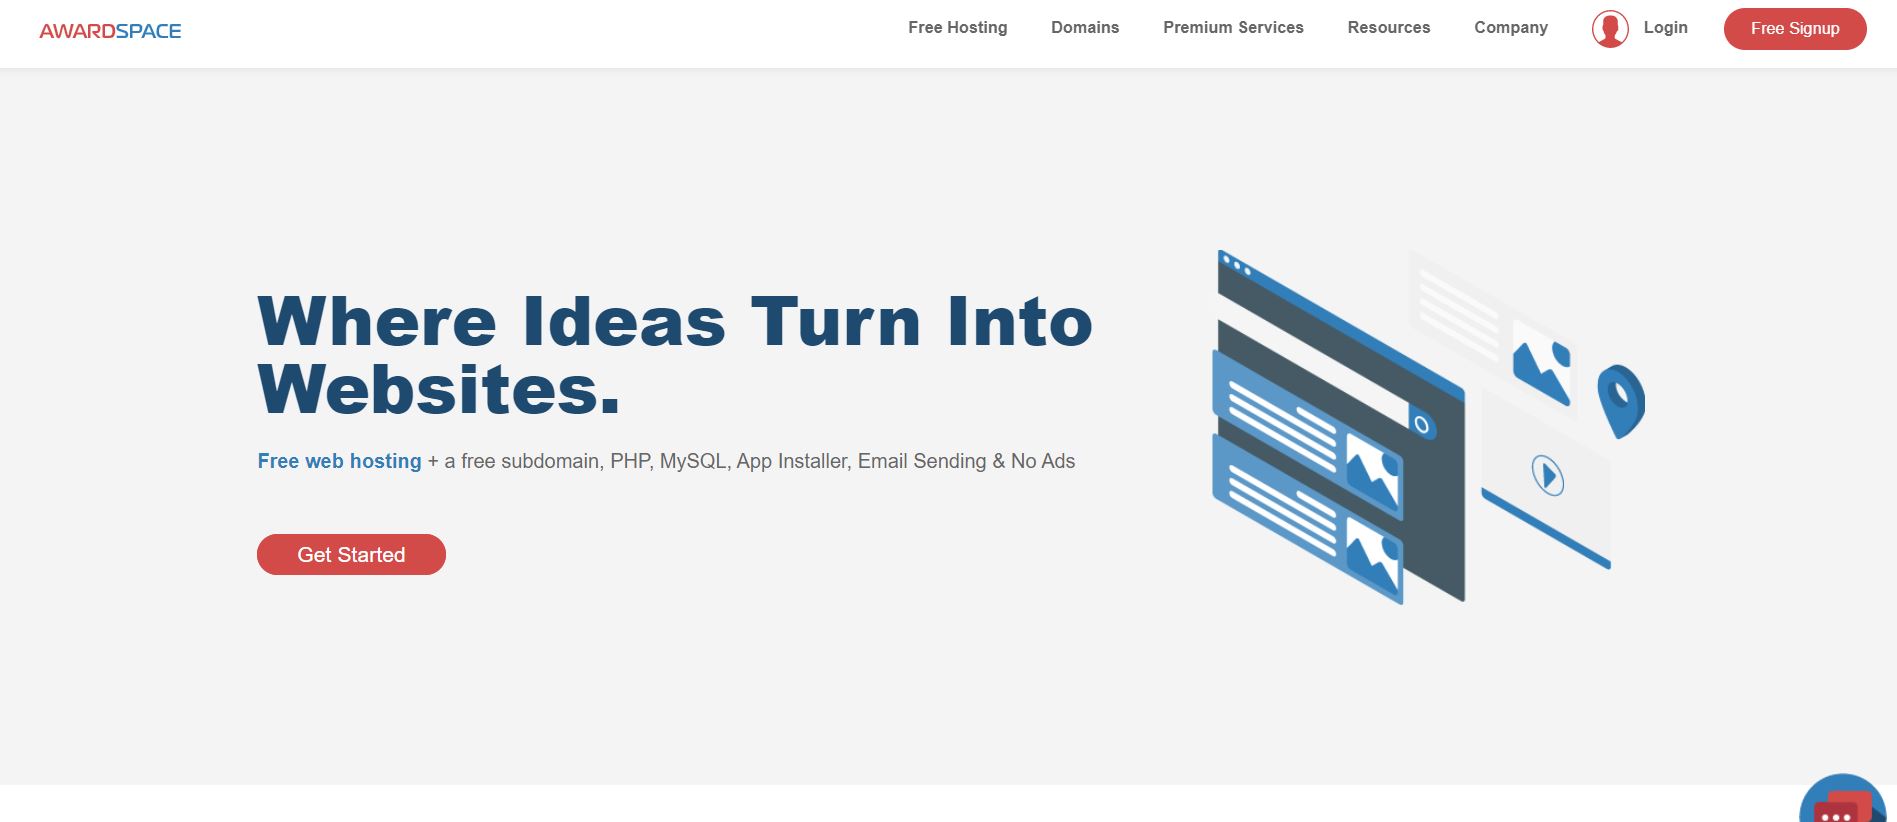 AWARDSPACE
Free Hosting
Domains
Premium Services
Resources
Company
Login
Free Signup
Where Ideas Turn Into
Websites.
Free web hosting + a free subdomain, PHP, MySQL, App Installer, Email Sending & No Ads
Get Started